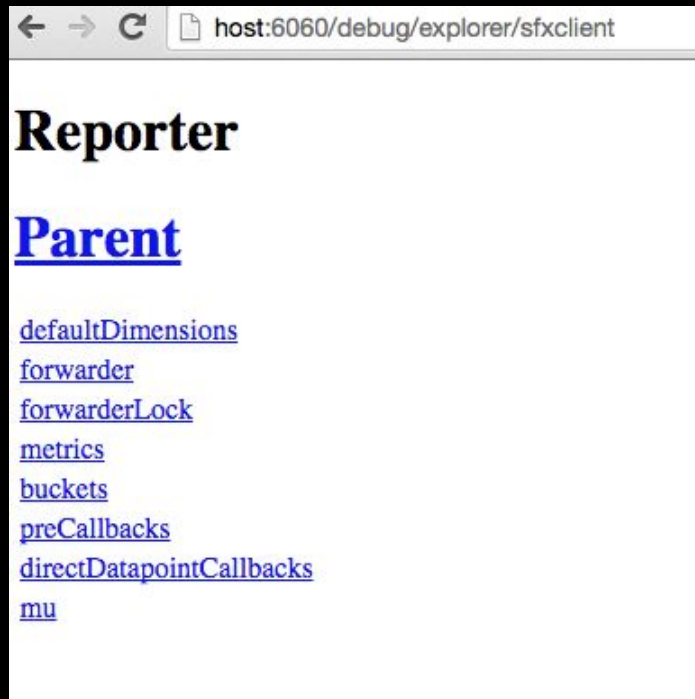 host:6060/debug/explorer/sfxclient
Reporter
Parent
defaultDimensions
forwarder
forwarderLock
metrics
buckets
preCallbacks
directDatapointCallbacks
mu